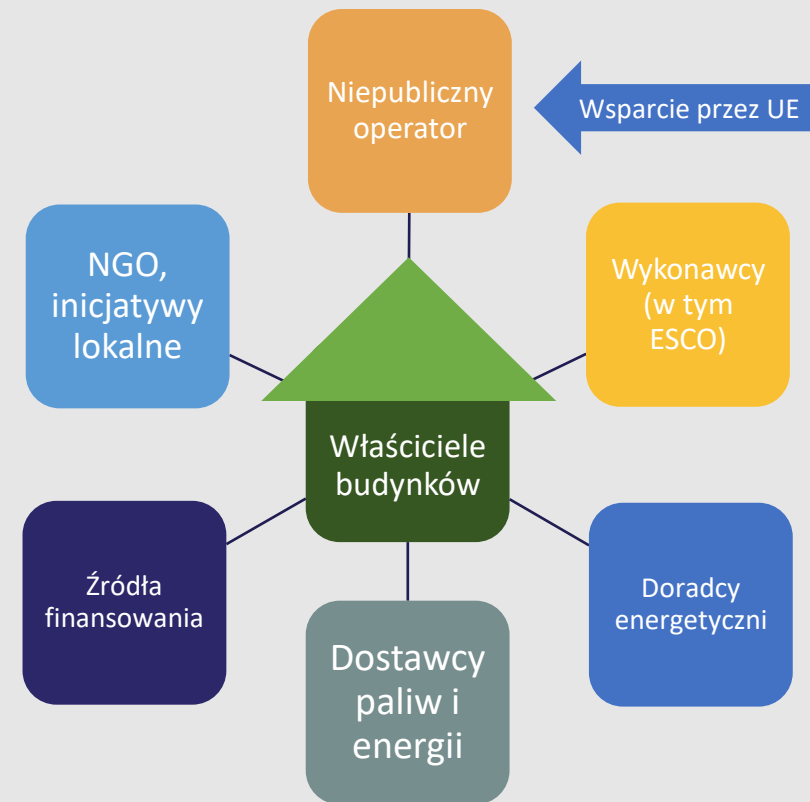 Niepubliczny
operator
Wsparcie przez UE
NGO,
inicjatywy
lokalne
Wykonawcy
(w tym
ESCO)
Właściciele
budynków
Źródła
finansowania
Doradcy
energetyczni
Dostawcy
paliw i
energii